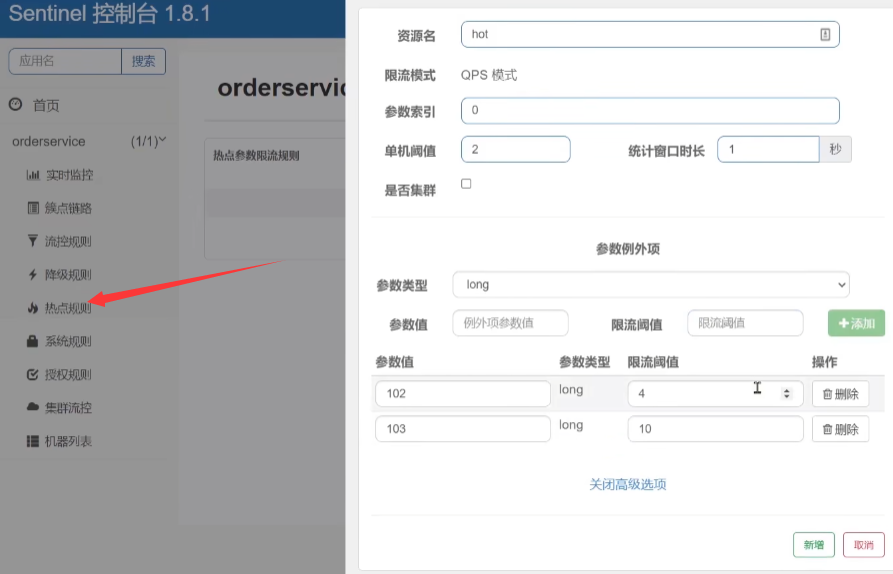 Sentinel 控制台 1.8.1
应用名
搜索
首页
orderservice (1/1)
实时监控
簇点链路
流控规则
降级规则
热点规则
系统规则
授权规则
集群流控
机器列表
orderservic
热点参数限流规则
资源名 hot
限流模式 QPS 模式
参数索引 0
单机阈值 2 统计窗口时长 1 秒
是否集群
参数例外项
参数类型 long
参数值 例外项参数值 限流阈值 限流阈值 +添加
参数值 参数类型 限流阈值 操作
102 long 4 删除
103 long 10 删除
关闭高级选项
新增 取消